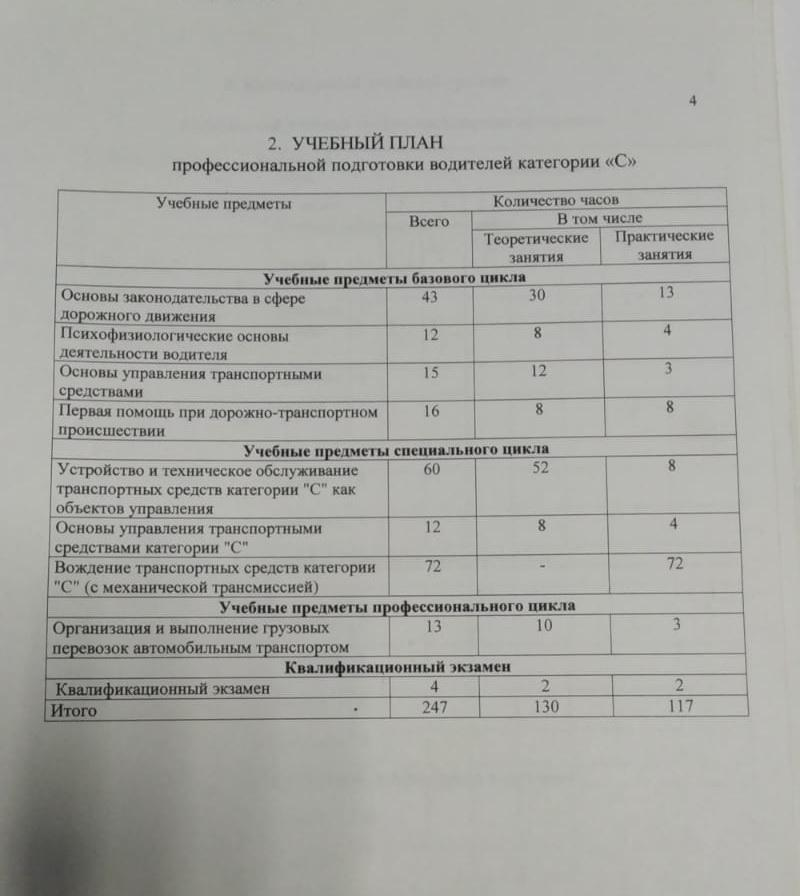 4
2. УЧЕБНЫЙ ПЛАН
профессиональной подготовки водителей категории «С»
Учебные предметы
Количество часов
Всего
В том числе
Теоретические
занятия
Практические
занятия
Учебные предметы базового цикла
Основы законодательства в сфере 43 30 13
дорожного движения
Психофизиологические основы 12 8 4
деятельности водителя
Основы управления транспортными 15 12 3
средствами
Первая помощь при дорожно-транспортном 16 8 8
происшествии
Учебные предметы специального цикла
Устройство и техническое обслуживание 60 52 8
транспортных средств категории "С" как
объектов управления
Основы управления транспортными 12 8 4
средствами категории "С"
Вождение транспортных средств категории 72 - 72
"С" (с механической трансмиссией)
Учебные предметы профессионального цикла
Организация и выполнение грузовых 13 10 3
перевозок автомобильным транспортом
Квалификационный экзамен
Квалификационный экзамен 4 2 2
Итого 247 130 117